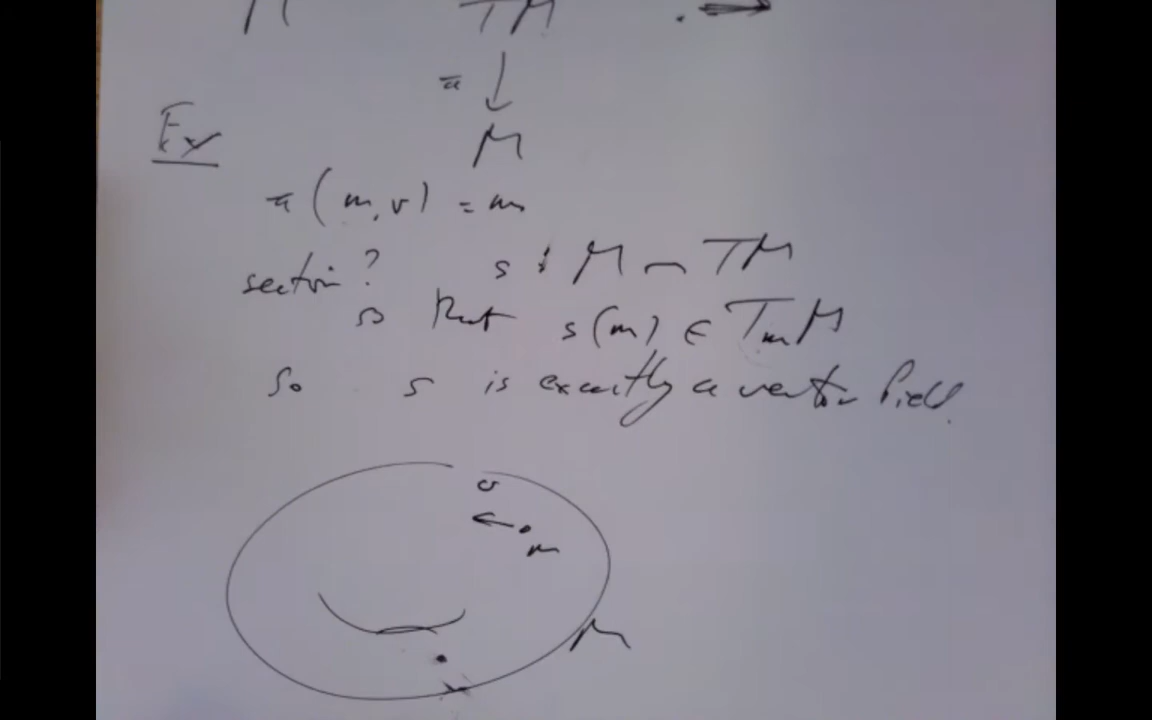 M TM
π ↓
M
Ex
π(m,v) = m
section? s : M → TM
so that s(m) ∈ TₘM
So s is exactly a vector field.
v
m
M